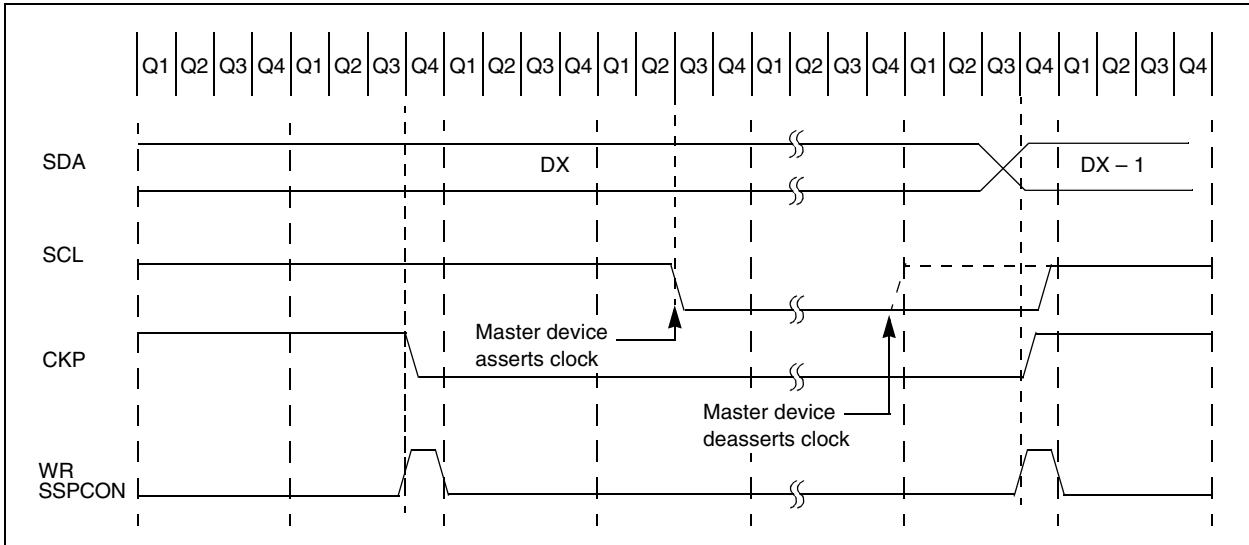 Q1 Q2 Q3 Q4 Q1 Q2 Q3 Q4 Q1 Q2 Q3 Q4 Q1 Q2 Q3 Q4 Q1 Q2 Q3 Q4 Q1 Q2 Q3 Q4 Q1 Q2 Q3 Q4
SDA
DX
DX – 1
SCL
Master device
asserts clock
CKP
Master device
deasserts clock
WR
SSPCON